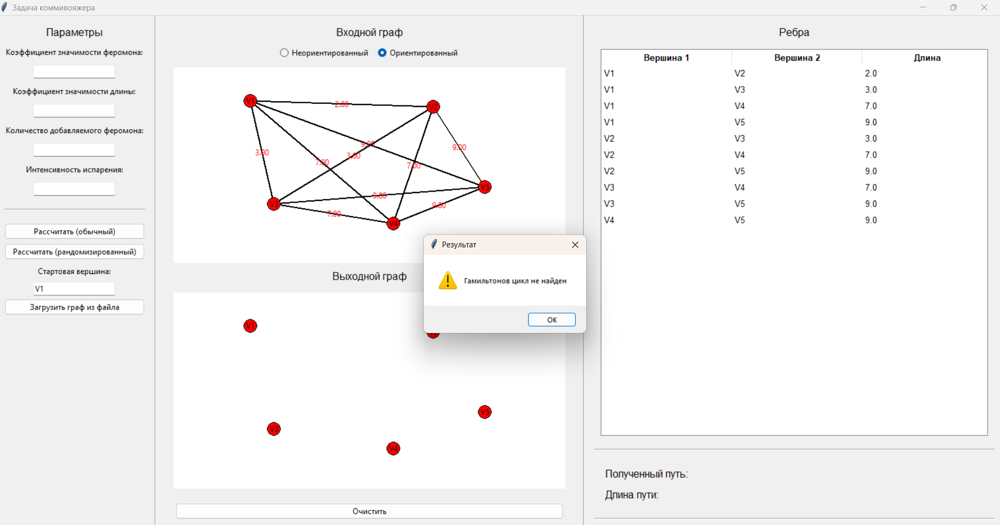 Задача коммивояжера
Параметры
Коэффициент значимости феромона:
Коэффициент значимости длины:
Количество добавляемого феромона:
Интенсивность испарения:
Рассчитать (обычный)
Рассчитать (рандомизированный)
Стартовая вершина:
V1
Загрузить граф из файла
Входной граф
Неориентированный Ориентированный
V1
2.00
V2
9.00
9.00
3.00
3.00
7.00
7.00
V5
9.00
V3
9.00
7.00
V4
Выходной граф
V1
V5
V3
V4
Очистить
Результат
Гамильтонов цикл не найден
ОК
Ребра
Вершина 1 Вершина 2 Длина
V1 V2 2.0
V1 V3 3.0
V1 V4 7.0
V1 V5 9.0
V2 V3 3.0
V2 V4 7.0
V2 V5 9.0
V3 V4 7.0
V3 V5 9.0
V4 V5 9.0
Полученный путь:
Длина пути: